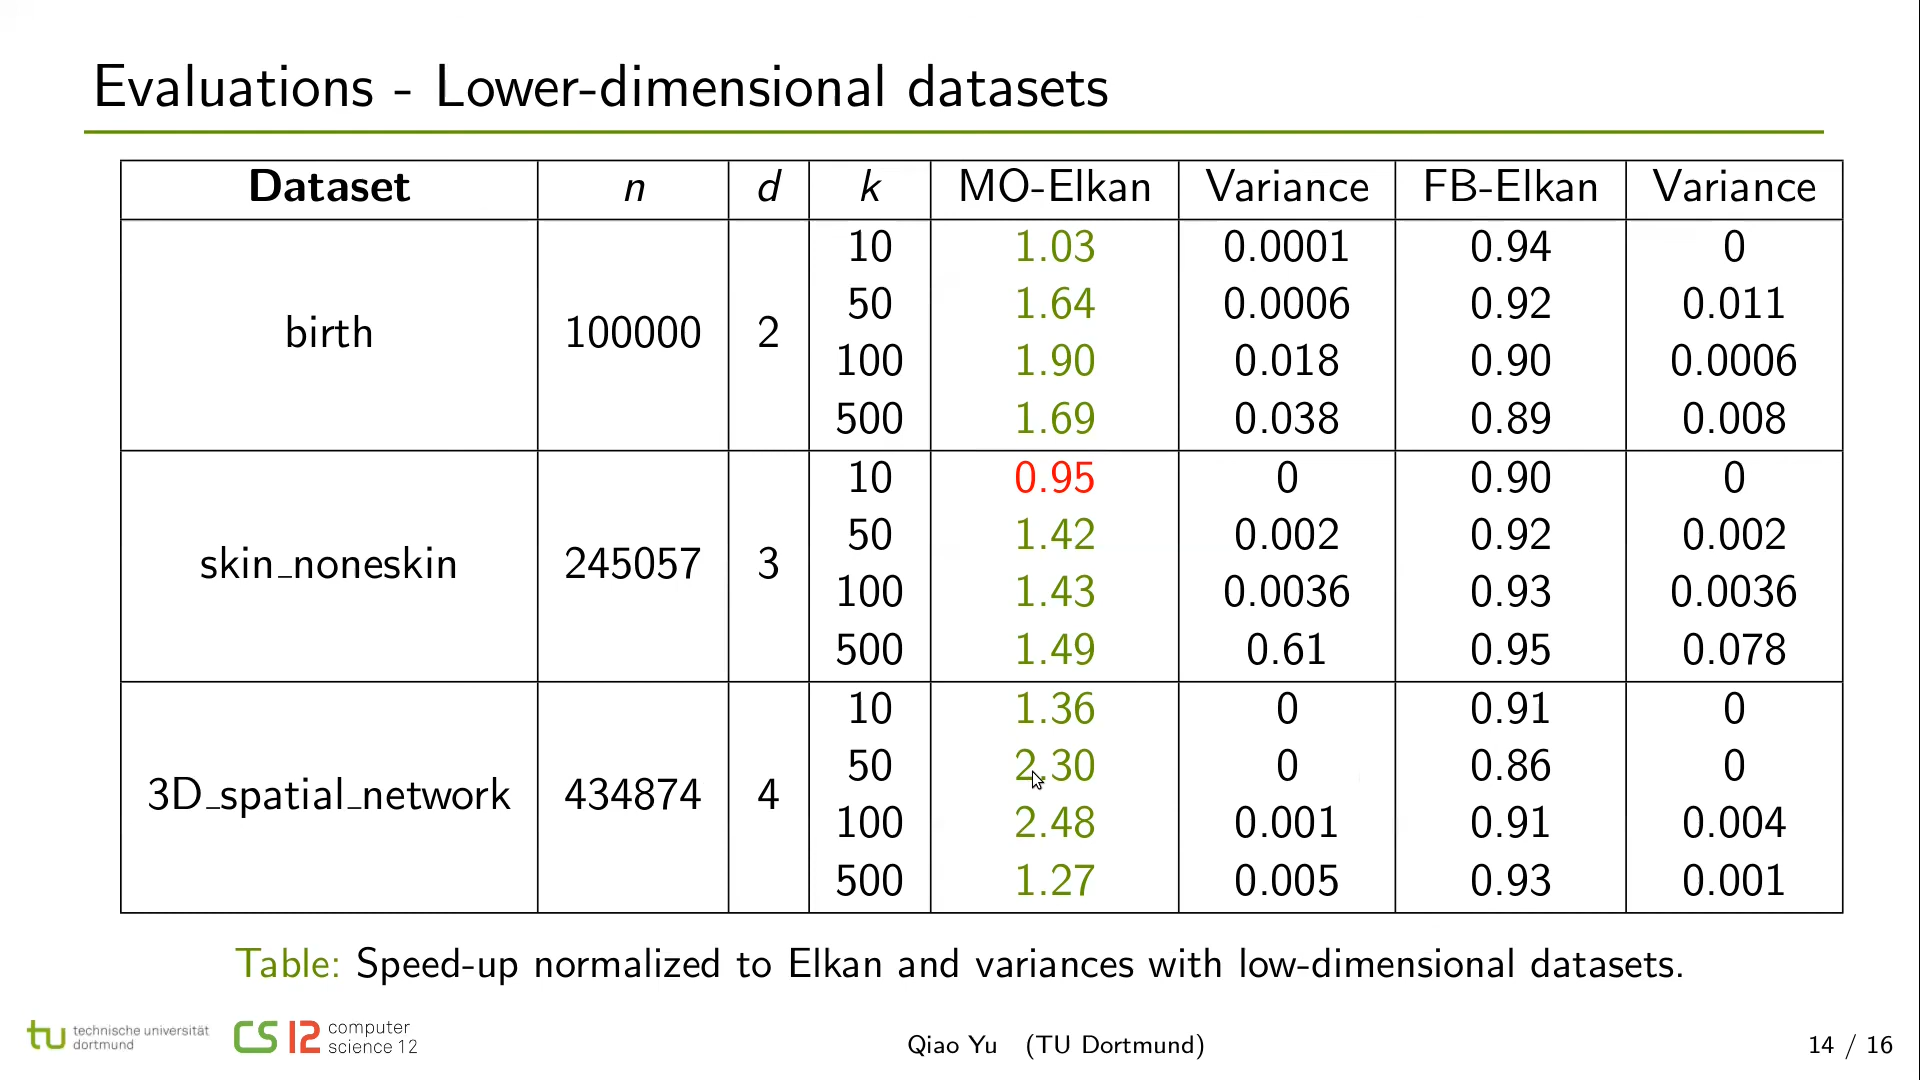 Evaluations - Lower-dimensional datasets
Dataset n d k MO-Elkan Variance FB-Elkan Variance
birth 100000 2
10 1.03 0.0001 0.94 0
50 1.64 0.0006 0.92 0.011
100 1.90 0.018 0.90 0.0006
500 1.69 0.038 0.89 0.008
skin_noneskin 245057 3
10 0.95 0 0.90 0
50 1.42 0.002 0.92 0.002
100 1.43 0.0036 0.93 0.0036
500 1.49 0.61 0.95 0.078
3D_spatial_network 434874 4
10 1.36 0 0.91 0
50 2.30 0 0.86 0
100 2.48 0.001 0.91 0.004
500 1.27 0.005 0.93 0.001
Table: Speed-up normalized to Elkan and variances with low-dimensional datasets.
tu technische universität
dortmund
CS 12 computer
science 12
Qiao Yu (TU Dortmund)
14 / 16